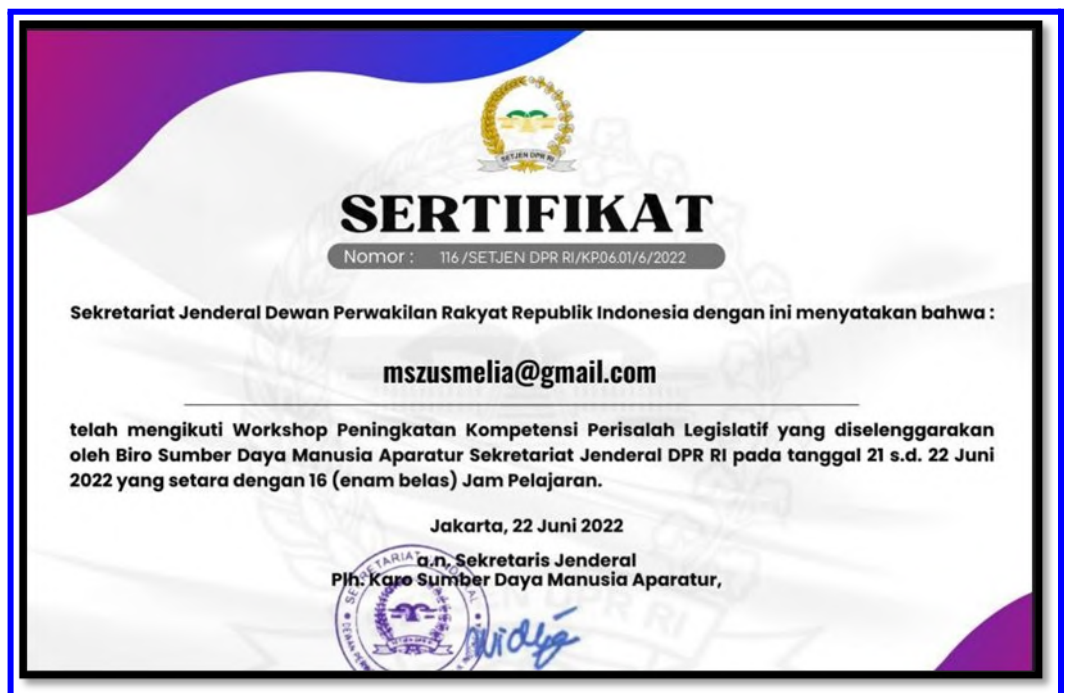 SETJEN DPR RI
SERTIFIKAT
Nomor : 116 /SETJEN DPR RI/KP.06.01/6/2022
Sekretariat Jenderal Dewan Perwakilan Rakyat Republik Indonesia dengan ini menyatakan bahwa :
mszusmelia@gmail.com
telah mengikuti Workshop Peningkatan Kompetensi Perisalah Legislatif yang diselenggarakan
oleh Biro Sumber Daya Manusia Aparatur Sekretariat Jenderal DPR RI pada tanggal 21 s.d. 22 Juni
2022 yang setara dengan 16 (enam belas) Jam Pelajaran.
Jakarta, 22 Juni 2022
a.n. Sekretaris Jenderal
Plh. Karo Sumber Daya Manusia Aparatur,